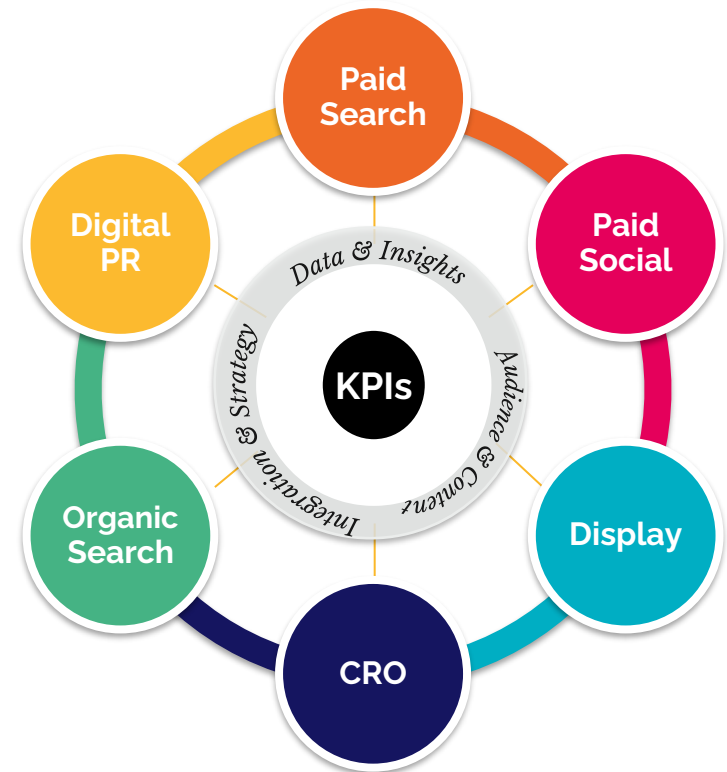 Paid
Search
Digital
PR
Paid
Social
Data & Insights
KPIs
Integration & Strategy
Audience & Content
Organic
Search
Display
CRO